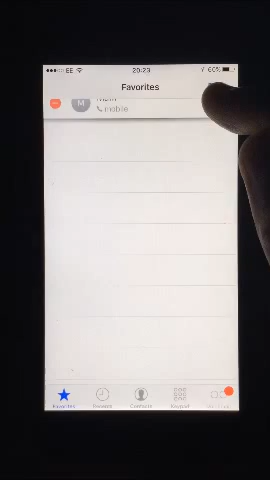 EE
20:23
60%
Favorites
M
mobile
Favorites
Recents
Contacts
Keypad